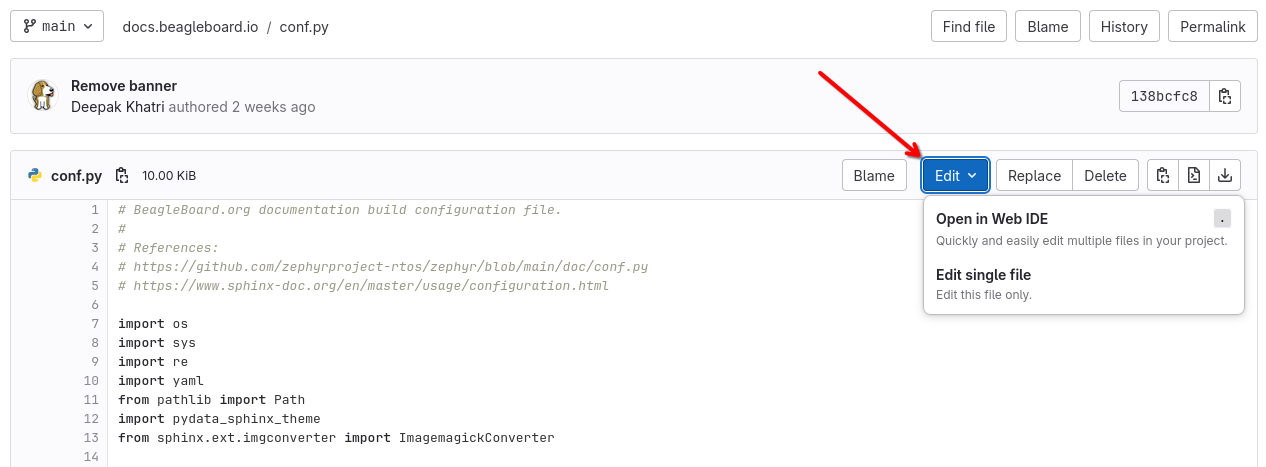 main docs.beagleboard.io / conf.py Find file Blame History Permalink
Remove banner
Deepak Khatri authored 2 weeks ago
138bcfc8
conf.py 10.00 KiB Blame Edit Replace Delete
Open in Web IDE .
Quickly and easily edit multiple files in your project.
Edit single file
Edit this file only.
1 # BeagleBoard.org documentation build configuration file.
2 #
3 # References:
4 # https://github.com/zephyrproject-rtos/zephyr/blob/main/doc/conf.py
5 # https://www.sphinx-doc.org/en/master/usage/configuration.html
6
7 import os
8 import sys
9 import re
10 import yaml
11 from pathlib import Path
12 import pydata_sphinx_theme
13 from sphinx.ext.imgconverter import ImagemagickConverter
14